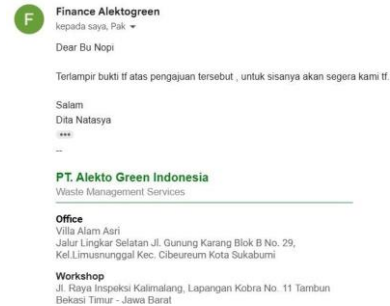 F
Finance Alektogreen
kepada saya, Pak
Dear Bu Nopi
Terlampir bukti tf atas pengajuan tersebut , untuk sisanya akan segera kami tf.
Salam
Dita Natasya
...
--
PT. Alekto Green Indonesia
Waste Management Services
Office
Villa Alam Asri
Jalur Lingkar Selatan Jl. Gunung Karang Blok B No. 29,
Kel.Limusnunggal Kec. Cibeureum Kota Sukabumi
Workshop
Jl. Raya Inspeksi Kalimalang, Lapangan Kobra No. 11 Tambun
Bekasi Timur - Jawa Barat